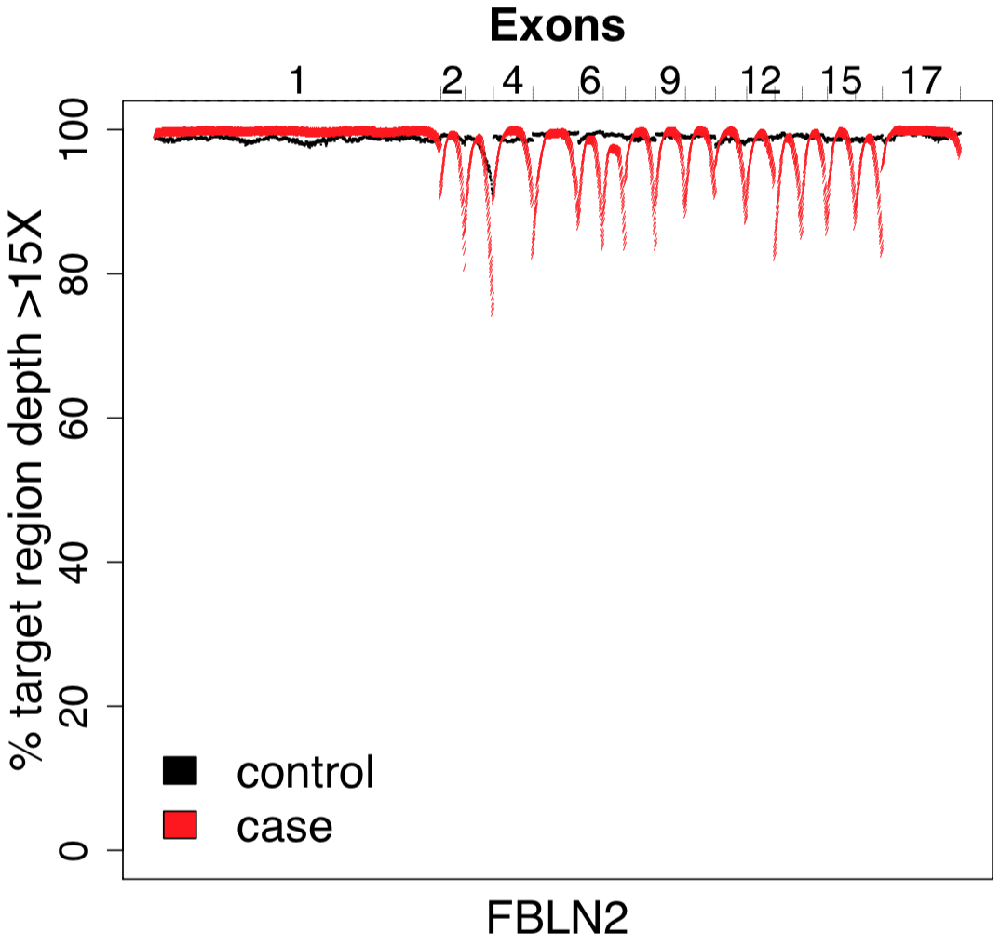 Exons
1 2 4 6 9 12 15 17
% target region depth >15X
100
80
60
40
20
0
control
case
FBLN2